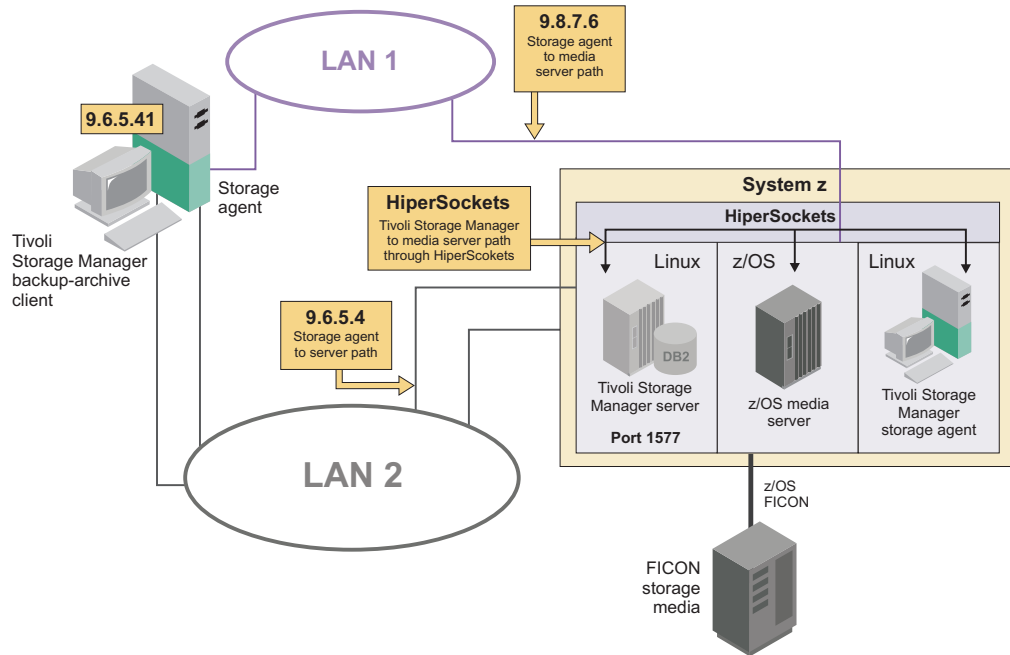 9.8.7.6
Storage agent
to media
server path
LAN 1
9.6.5.41
Storage
agent
Tivoli
Storage Manager
backup-archive
client
System z
HiperSockets
HiperSockets
Tivoli Storage Manager
to media server path
through HiperScokets
Linux
z/OS
Linux
DB2
Tivoli Storage
Manager server
Port 1577
z/OS media
server
Tivoli Storage
Manager
storage agent
9.6.5.4
Storage agent
to server path
LAN 2
z/OS
FICON
FICON
storage
media